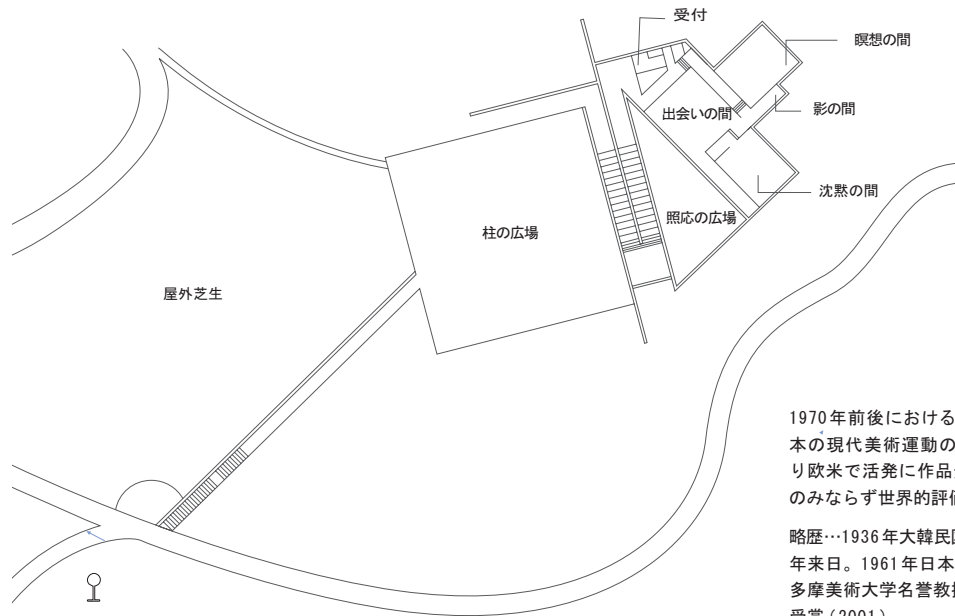 受付
瞑想の間
影の間
出会いの間
沈黙の間
照応の広場
柱の広場
屋外芝生
1970年前後における
本の現代美術運動の
り欧米で活発に作品
のみならず世界的評
略歴…1936年大韓民
年来日。1961年日本
多摩美術大学名誉教
受賞(2001)